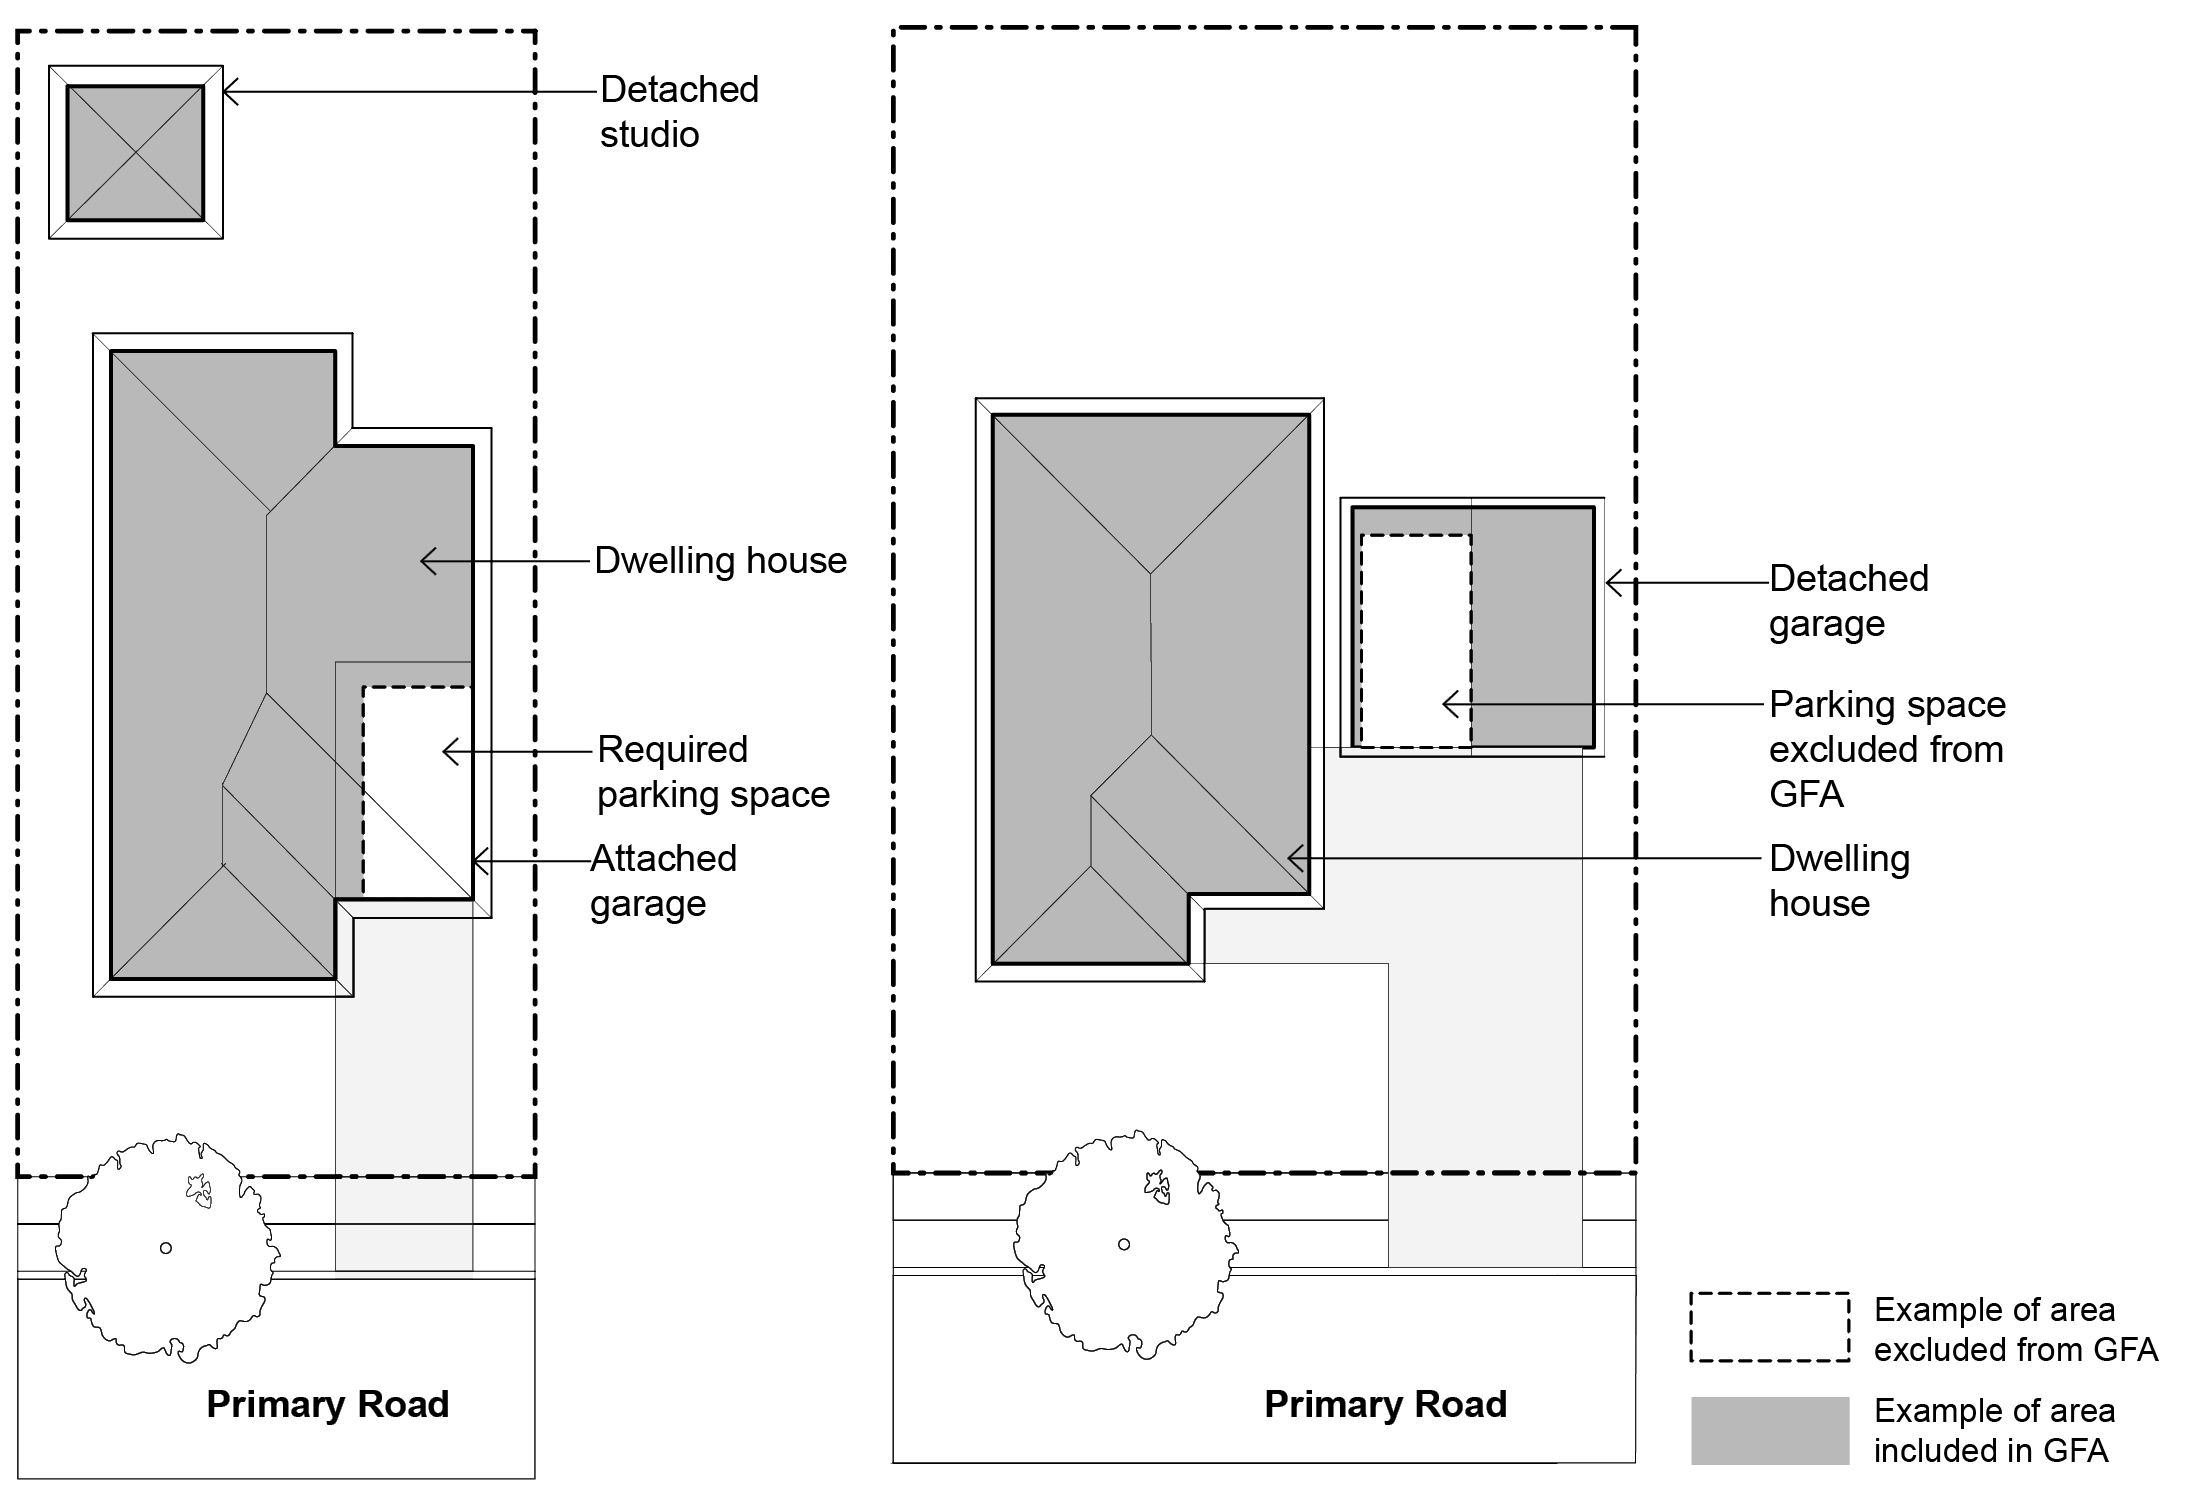 Detached
studio
Dwelling house
Required
parking space
Attached
garage
Primary Road
Detached
garage
Parking space
excluded from
GFA
Dwelling
house
Primary Road
Example of area
excluded from GFA
Example of area
included in GFA